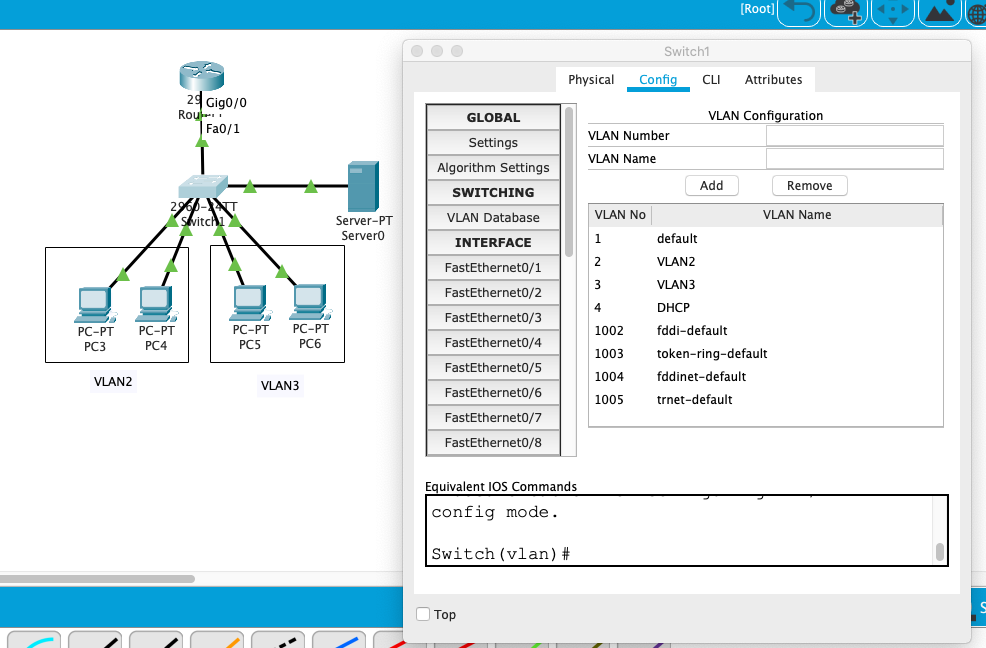 [Root]
Switch1
Physical
Config
CLI
Attributes
GLOBAL
Settings
Algorithm Settings
SWITCHING
VLAN Database
INTERFACE
FastEthernet0/1
FastEthernet0/2
FastEthernet0/3
FastEthernet0/4
FastEthernet0/5
FastEthernet0/6
FastEthernet0/7
FastEthernet0/8
VLAN Configuration
VLAN Number
VLAN Name
Add
Remove
VLAN No VLAN Name
1 default
2 VLAN2
3 VLAN3
4 DHCP
1002 fddi-default
1003 token-ring-default
1004 fddinet-default
1005 trnet-default
Equivalent IOS Commands
config mode.
Switch(vlan)#
Top
Gig0/0
Fa0/1
2960-24TT
Switch1
Server-PT
Server0
PC-PT
PC3
PC-PT
PC4
PC-PT
PC5
PC-PT
PC6
VLAN2
VLAN3